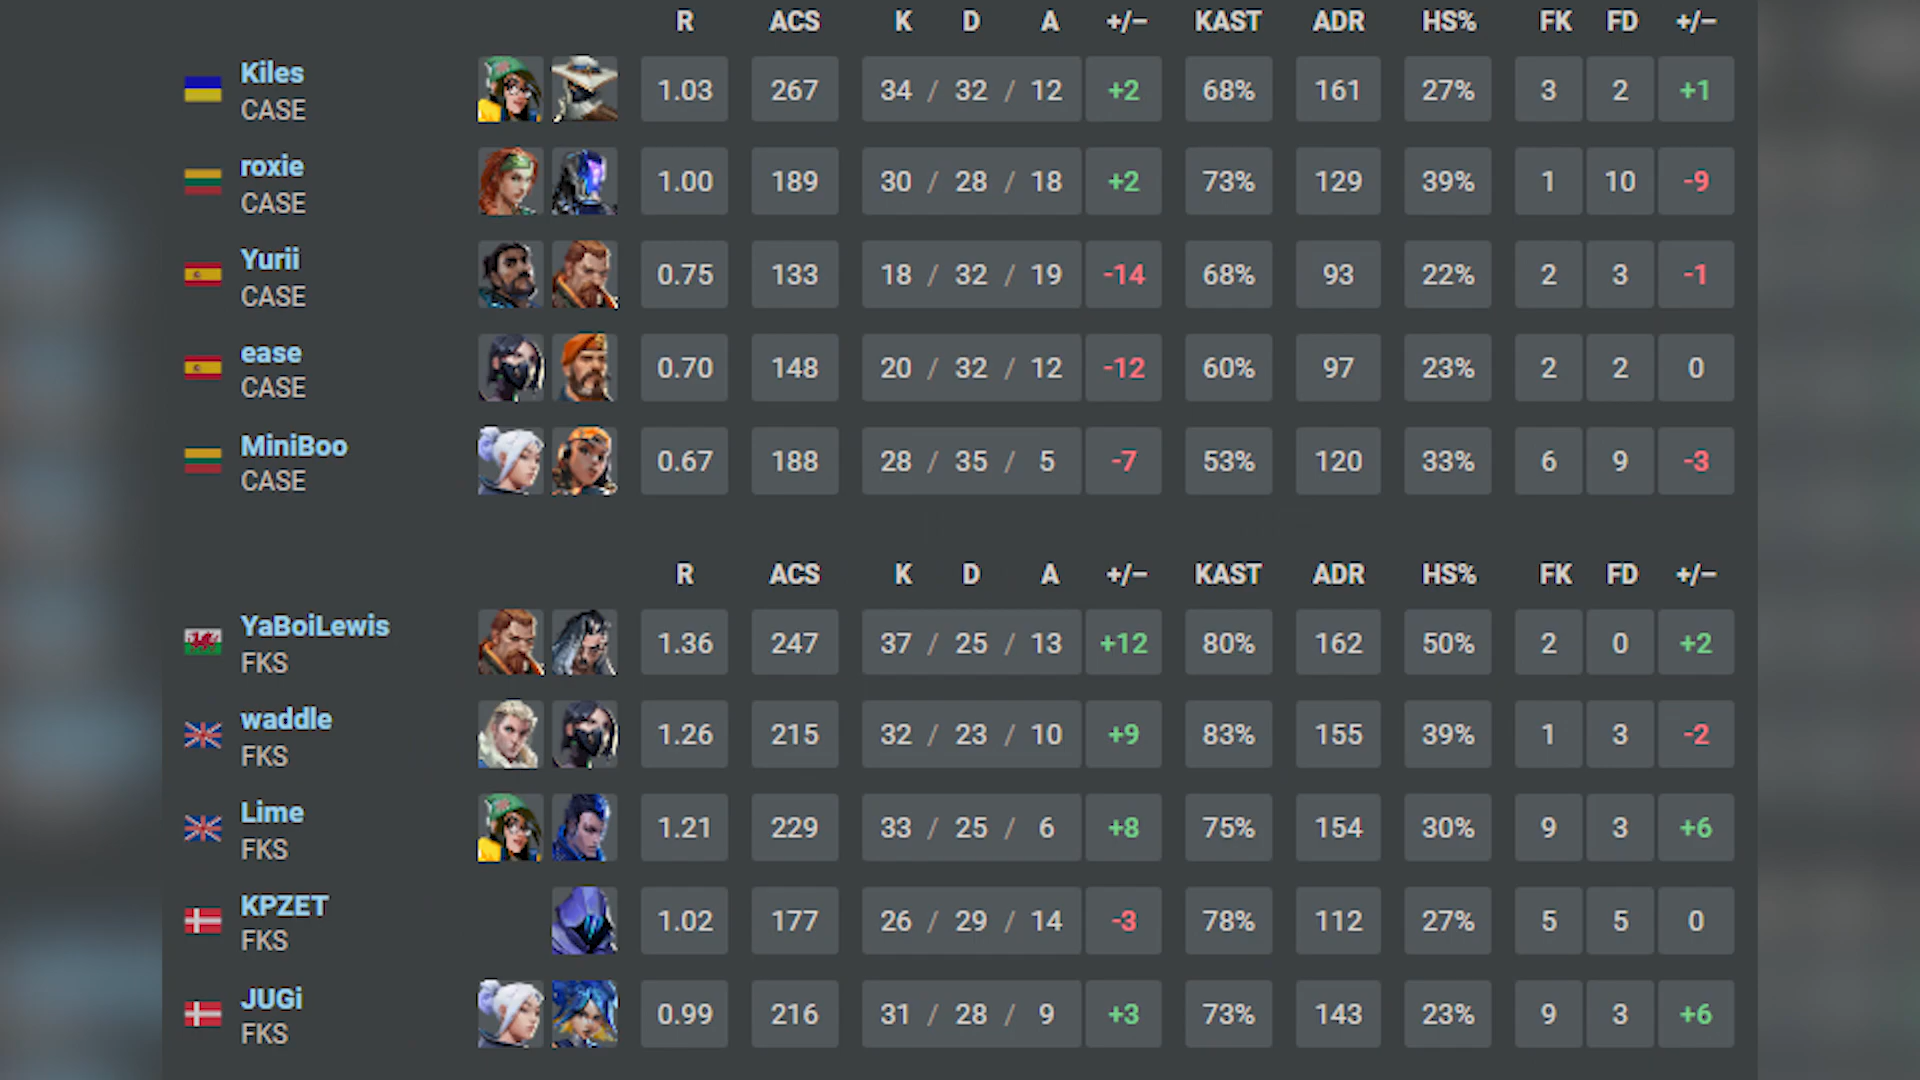 R ACS K D A +/− KAST ADR HS% FK FD +/−
Kiles
CASE
1.03 267 34 / 32 / 12 +2 68% 161 27% 3 2 +1
roxie
CASE
1.00 189 30 / 28 / 18 +2 73% 129 39% 1 10 -9
Yurii
CASE
0.75 133 18 / 32 / 19 -14 68% 93 22% 2 3 -1
ease
CASE
0.70 148 20 / 32 / 12 -12 60% 97 23% 2 2 0
MiniBoo
CASE
0.67 188 28 / 35 / 5 -7 53% 120 33% 6 9 -3
R ACS K D A +/− KAST ADR HS% FK FD +/−
YaBoiLewis
FKS
1.36 247 37 / 25 / 13 +12 80% 162 50% 2 0 +2
waddle
FKS
1.26 215 32 / 23 / 10 +9 83% 155 39% 1 3 -2
Lime
FKS
1.21 229 33 / 25 / 6 +8 75% 154 30% 9 3 +6
KPZET
FKS
1.02 177 26 / 29 / 14 -3 78% 112 27% 5 5 0
JUGi
FKS
0.99 216 31 / 28 / 9 +3 73% 143 23% 9 3 +6